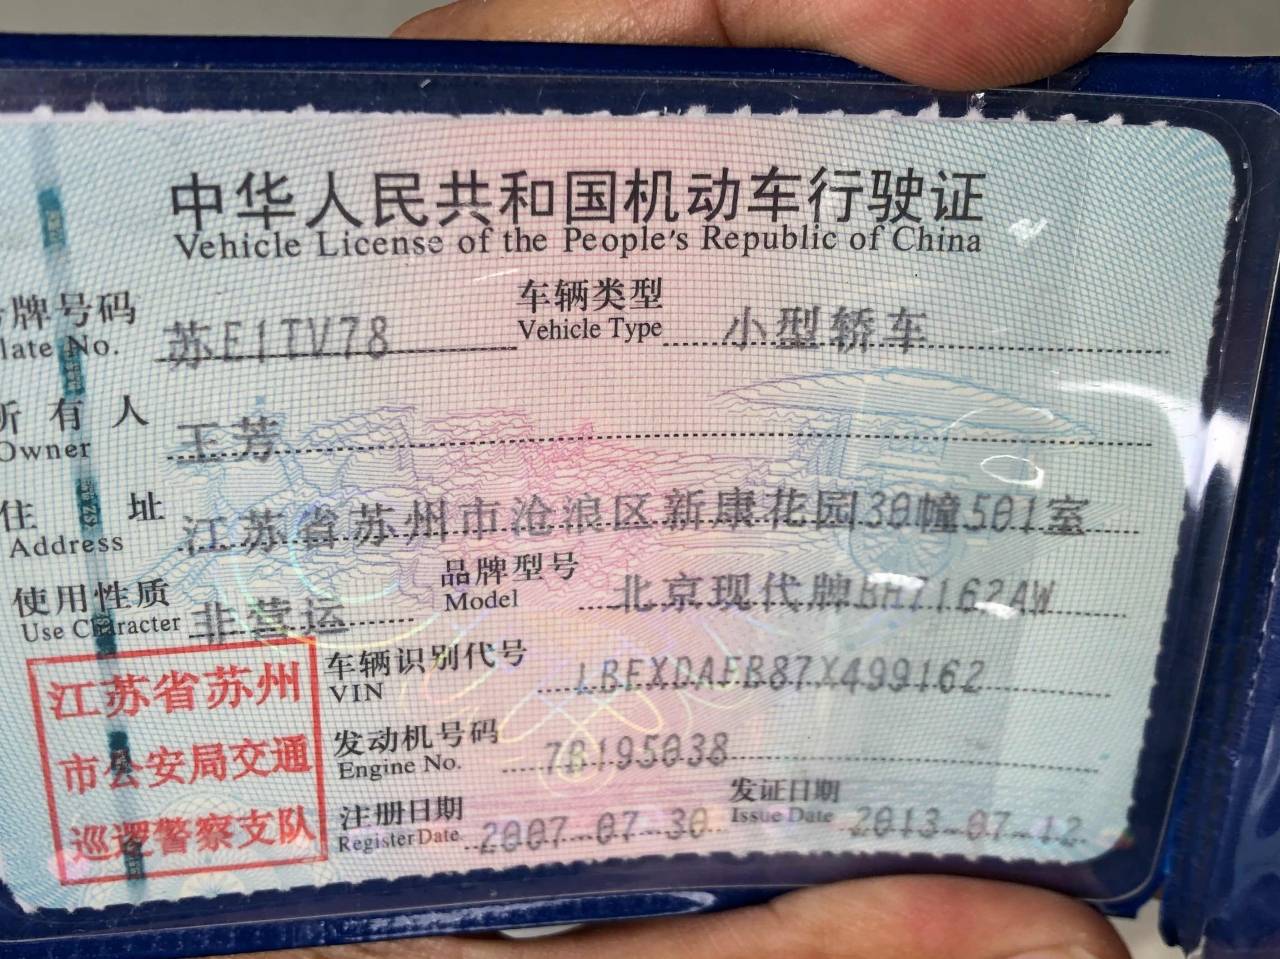 中华人民共和国机动车行驶证
Vehicle License of the People's Republic of China
号牌号码 苏E1TV78 车辆类型 小型轿车
late No. Vehicle Type
所有人 王芳
Owner
住址 江苏省苏州市沧浪区新康花园30幢501室
Address
使用性质 非营运 品牌型号 北京现代牌BH7162AW
Use Character Model
江苏省苏州
市公安局交通
巡逻警察支队
车辆识别代号 LBEXDAEB87X499162
VIN
发动机号码 7B195038
Engine No.
注册日期 2007-07-30 发证日期 2013-07-12
Register Date Issue Date